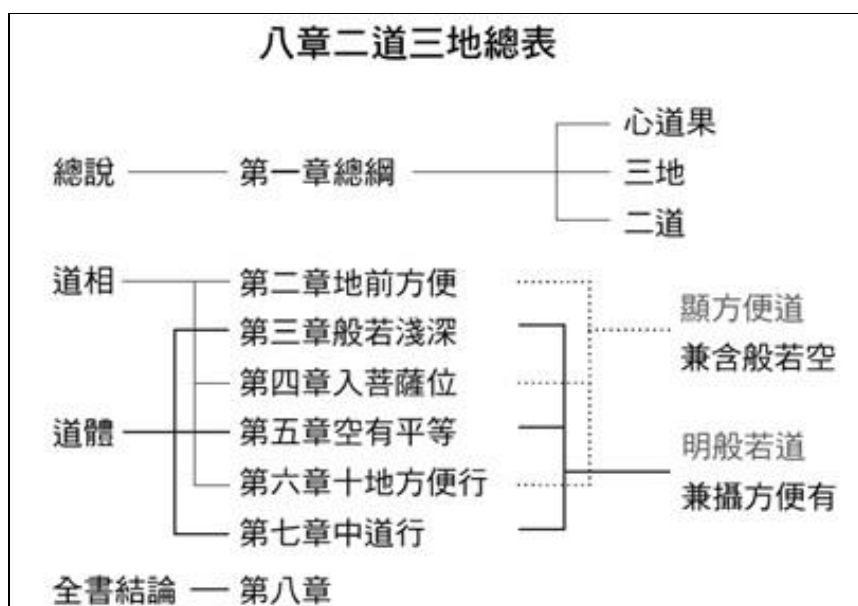 八章二道三地總表
心道果
總說 第一章總綱 三地
二道
道相 第二章地前方便
顯方便道
第三章般若淺深
兼含般若空
第四章入菩薩位
道體 第五章空有平等
明般若道
第六章十地方便行
兼攝方便有
第七章中道行
全書結論 第八章